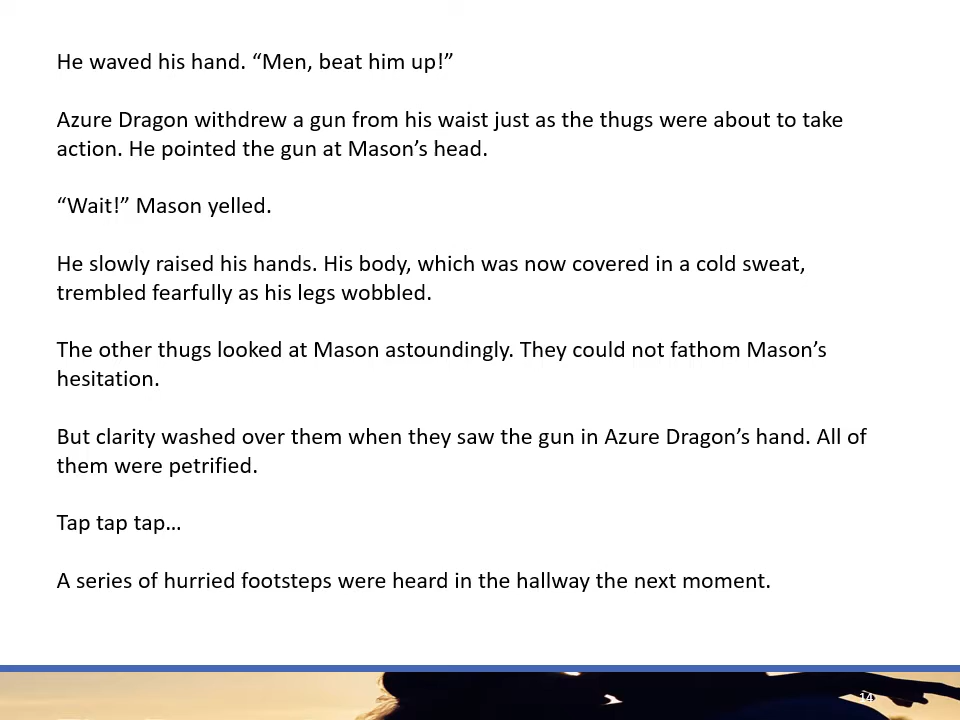 He waved his hand. “Men, beat him up!”
Azure Dragon withdrew a gun from his waist just as the thugs were about to take
action. He pointed the gun at Mason’s head.
“Wait!” Mason yelled.
He slowly raised his hands. His body, which was now covered in a cold sweat,
trembled fearfully as his legs wobbled.
The other thugs looked at Mason astoundingly. They could not fathom Mason’s
hesitation.
But clarity washed over them when they saw the gun in Azure Dragon’s hand. All of
them were petrified.
Tap tap tap…
A series of hurried footsteps were heard in the hallway the next moment.
14